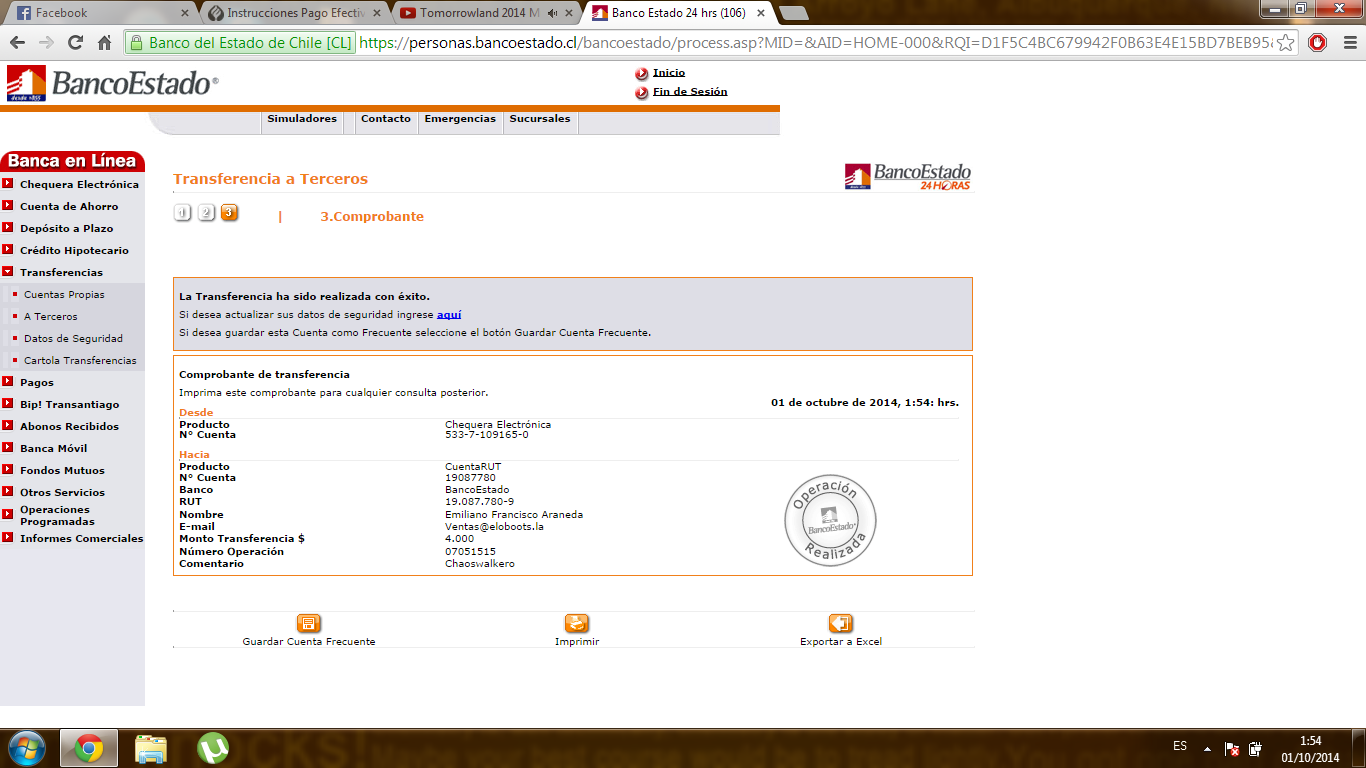 Facebook
Instrucciones Pago Efectiv
Tomorrowland 2014 M
Banco Estado 24 hrs (106)
Banco del Estado de Chile [CL]
https://personas.bancoestado.cl/bancoestado/process.asp?MID=&AID=HOME-000&RQI=D1F5C4BC679942F0B63E4E15BD7BEB95&
BancoEstado®
desde 1855
Inicio
Fin de Sesión
Simuladores
Contacto
Emergencias
Sucursales
Banca en Línea
Chequera Electrónica
Cuenta de Ahorro
Depósito a Plazo
Crédito Hipotecario
Transferencias
Cuentas Propias
A Terceros
Datos de Seguridad
Cartola Transferencias
Pagos
Bip! Transantiago
Abonos Recibidos
Banca Móvil
Fondos Mutuos
Otros Servicios
Operaciones
Programadas
Informes Comerciales
Transferencia a Terceros
BancoEstado
24 HORAS
1 2 3 | 3.Comprobante
La Transferencia ha sido realizada con éxito.
Si desea actualizar sus datos de seguridad ingrese aquí
Si desea guardar esta Cuenta como Frecuente seleccione el botón Guardar Cuenta Frecuente.
Comprobante de transferencia
Imprima este comprobante para cualquier consulta posterior.
01 de octubre de 2014, 1:54: hrs.
Desde
Producto Chequera Electrónica
N° Cuenta 533-7-109165-0
Hacia
Producto CuentaRUT
N° Cuenta 19087780
Banco BancoEstado
RUT 19.087.780-9
Nombre Emiliano Francisco Araneda
E-mail Ventas@eloboots.la
Monto Transferencia $ 4.000
Número Operación 07051515
Comentario Chaoswalkero
Operación
BancoEstado
Realizada
Guardar Cuenta Frecuente
Imprimir
Exportar a Excel
ES
1:54
01/10/2014